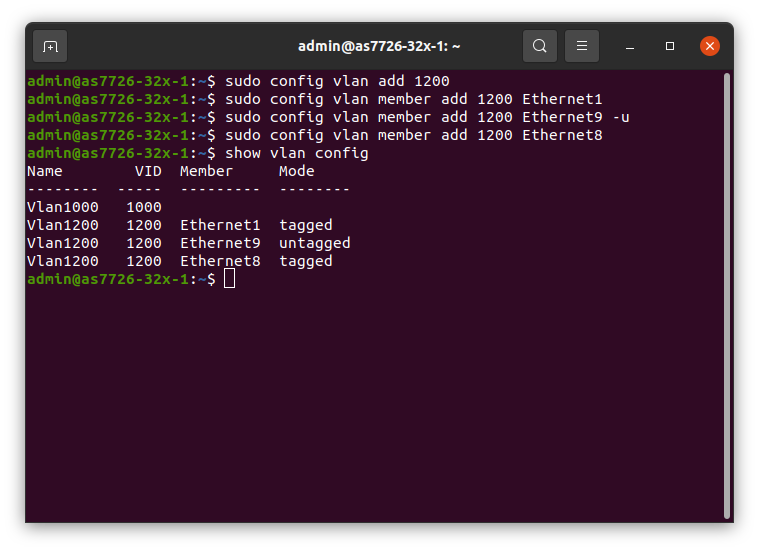 admin@as7726-32x-1: ~
admin@as7726-32x-1:~$ sudo config vlan add 1200
admin@as7726-32x-1:~$ sudo config vlan member add 1200 Ethernet1
admin@as7726-32x-1:~$ sudo config vlan member add 1200 Ethernet9 -u
admin@as7726-32x-1:~$ sudo config vlan member add 1200 Ethernet8
admin@as7726-32x-1:~$ show vlan config
Name        VID  Member     Mode
--------  -----  ---------  --------
Vlan1000   1000
Vlan1200   1200  Ethernet1  tagged
Vlan1200   1200  Ethernet9  untagged
Vlan1200   1200  Ethernet8  tagged
admin@as7726-32x-1:~$